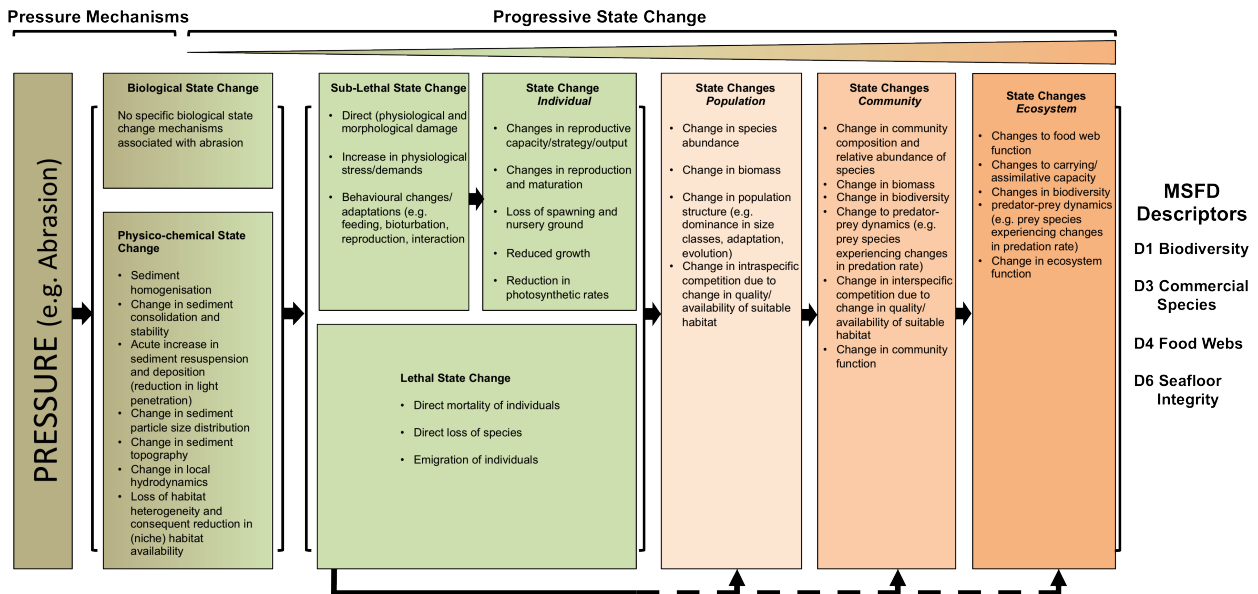 Pressure Mechanisms
Progressive State Change
PRESSURE (e.g. Abrasion)
Biological State Change
No specific biological state
change mechanisms
associated with abrasion
Physico-chemical State
Change
• Sediment
homogenisation
• Change in sediment
consolidation and
stability
• Acute increase in
sediment resuspension
and deposition
(reduction in light
penetration)
• Change in sediment
particle size distribution
• Change in sediment
topography
• Change in local
hydrodynamics
• Loss of habitat
heterogeneity and
consequent reduction in
(niche) habitat
availability
Sub-Lethal State Change
• Direct (physiological and
morphological damage
• Increase in physiological
stress/demands
• Behavioural changes/
adaptations (e.g.
feeding, bioturbation,
reproduction, interaction)
State Change
Individual
• Changes in reproductive
capacity/strategy/output
• Changes in reproduction
and maturation
• Loss of spawning and
nursery ground
• Reduced growth
• Reduction in
photosynthetic rates
Lethal State Change
• Direct mortality of individuals
• Direct loss of species
• Emigration of individuals
State Changes
Population
• Change in species
abundance
• Change in biomass
• Change in population
structure (e.g.
dominance in size
classes, adaptation,
evolution)
• Change in intraspecific
competition due to
change in quality/
availability of suitable
habitat
State Changes
Community
• Change in community
composition and
relative abundance of
species
• Change in biomass
• Change in biodiversity
• Change to predator-
prey dynamics (e.g.
prey species
experiencing changes
in predation rate)
• Change in interspecific
competition due to
change in quality/
availability of suitable
habitat
• Change in community
function
State Changes
Ecosystem
• Changes to food web
function
• Changes to carrying/
assimilative capacity
• Changes in biodiversity
• predator-prey dynamics
(e.g. prey species
experiencing changes
in predation rate)
• Change in ecosystem
function
MSFD
Descriptors
D1 Biodiversity
D3 Commercial
Species
D4 Food Webs
D6 Seafloor
Integrity